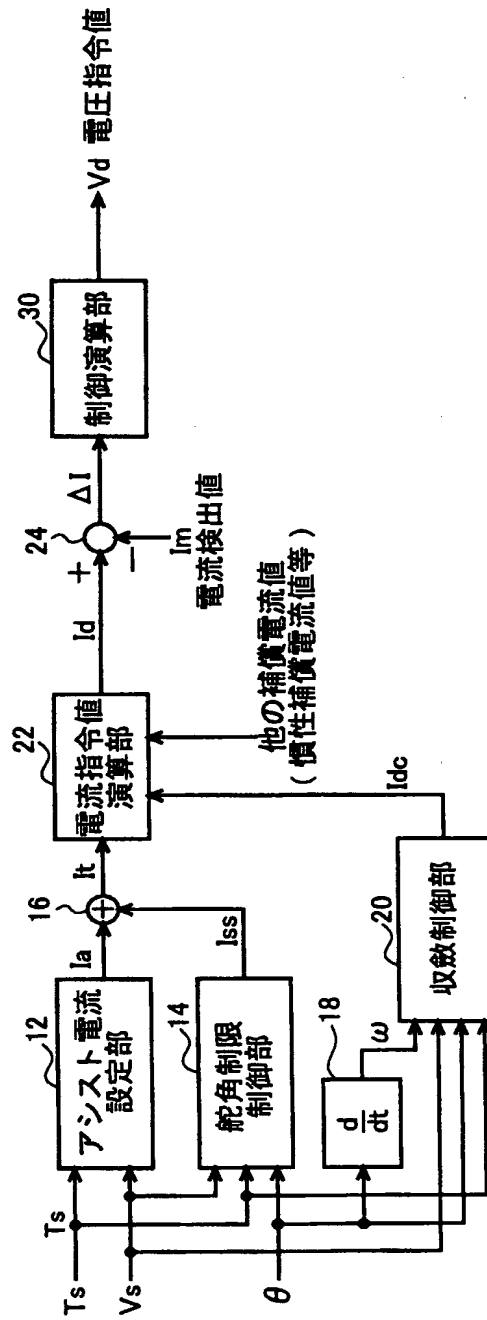 Ts
Vs
θ
Ts
12
アシスト電流
設定部
14
舵角制限
制御部
18
d
dt
ω
20
収斂制御部
Ia
Iss
16
+
It
Idc
22
電流指令値
演算部
他の補償電流値
(慣性補償電流値等)
Id
+
−
24
Im
電流検出値
ΔI
30
制御演算部
Vd 電圧指令値